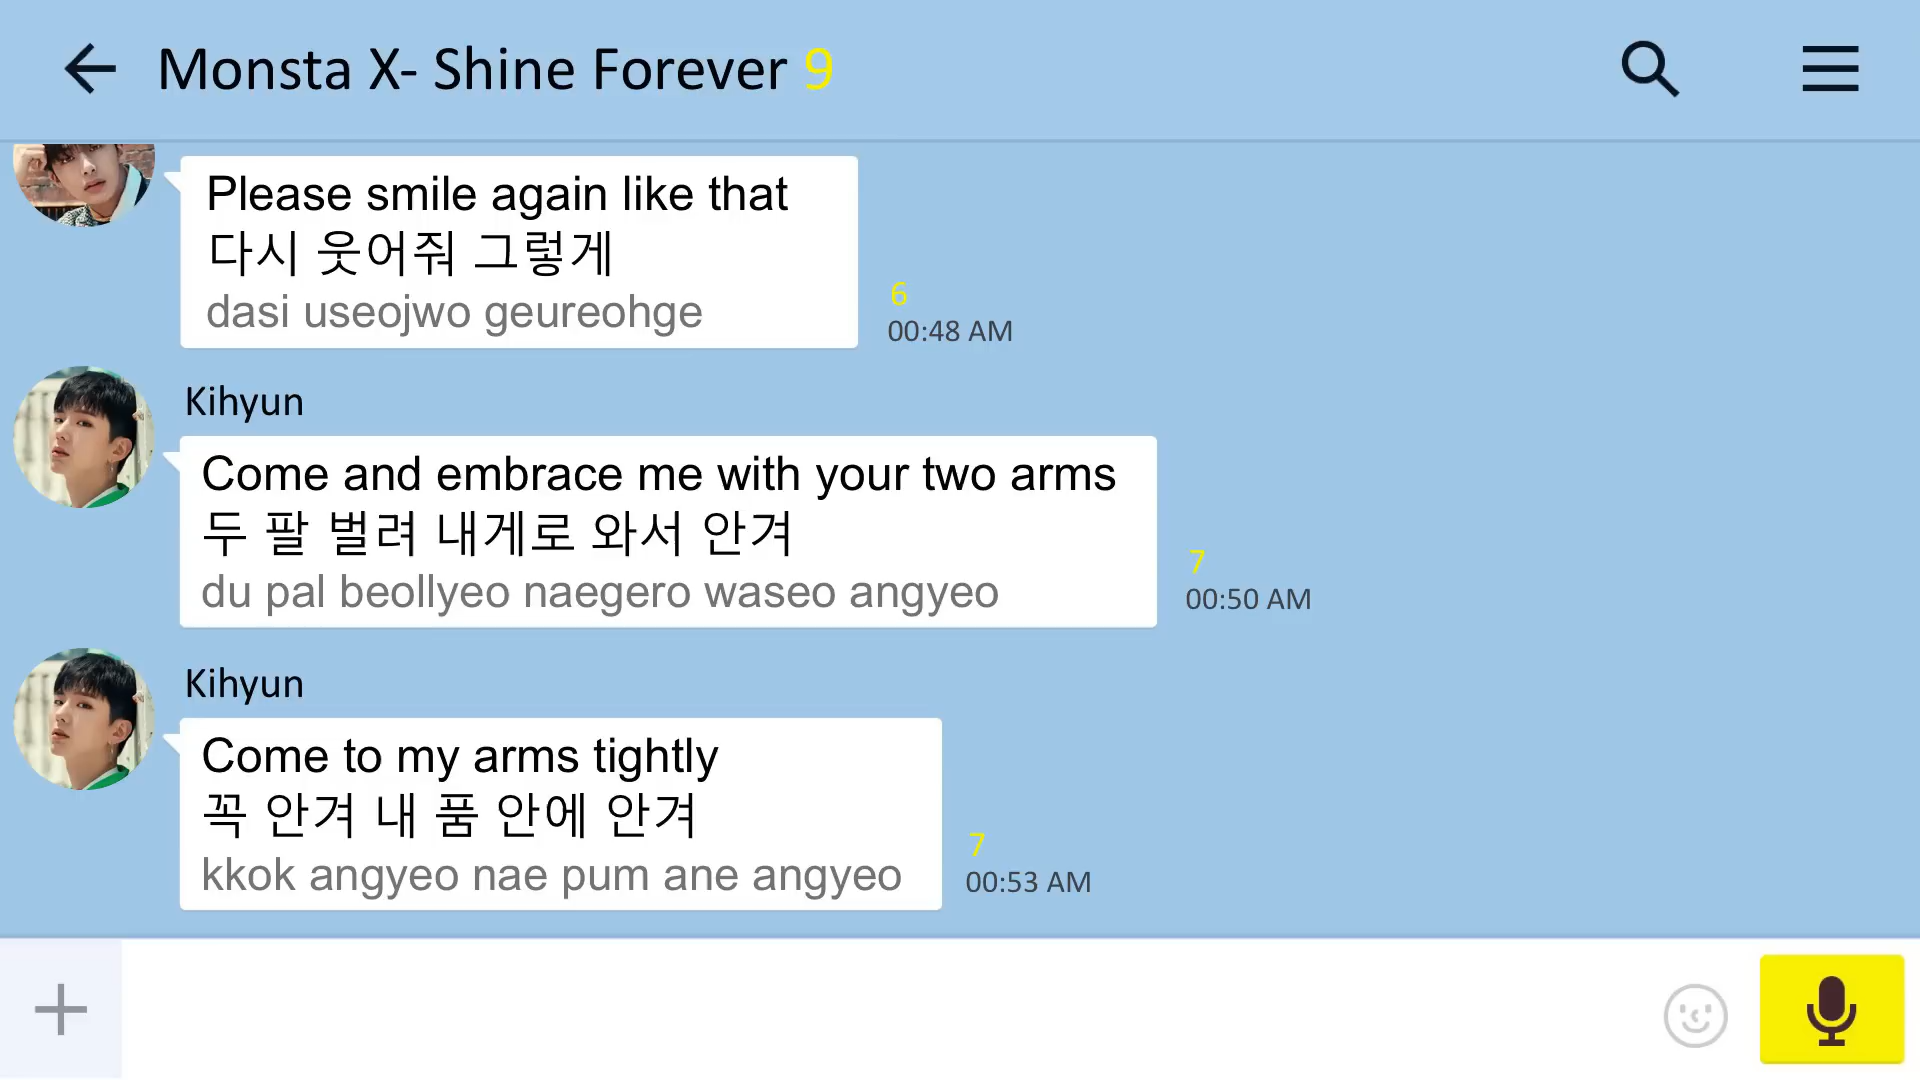 Monsta X- Shine Forever 9
Please smile again like that
다시 웃어줘 그렇게
dasi useojwo geureohge
6
00:48 AM
Kihyun
Come and embrace me with your two arms
두 팔 벌려 내게로 와서 안겨
du pal beollyeo naegero waseo angyeo
7
00:50 AM
Kihyun
Come to my arms tightly
꼭 안겨 내 품 안에 안겨
kkok angyeo nae pum ane angyeo
7
00:53 AM